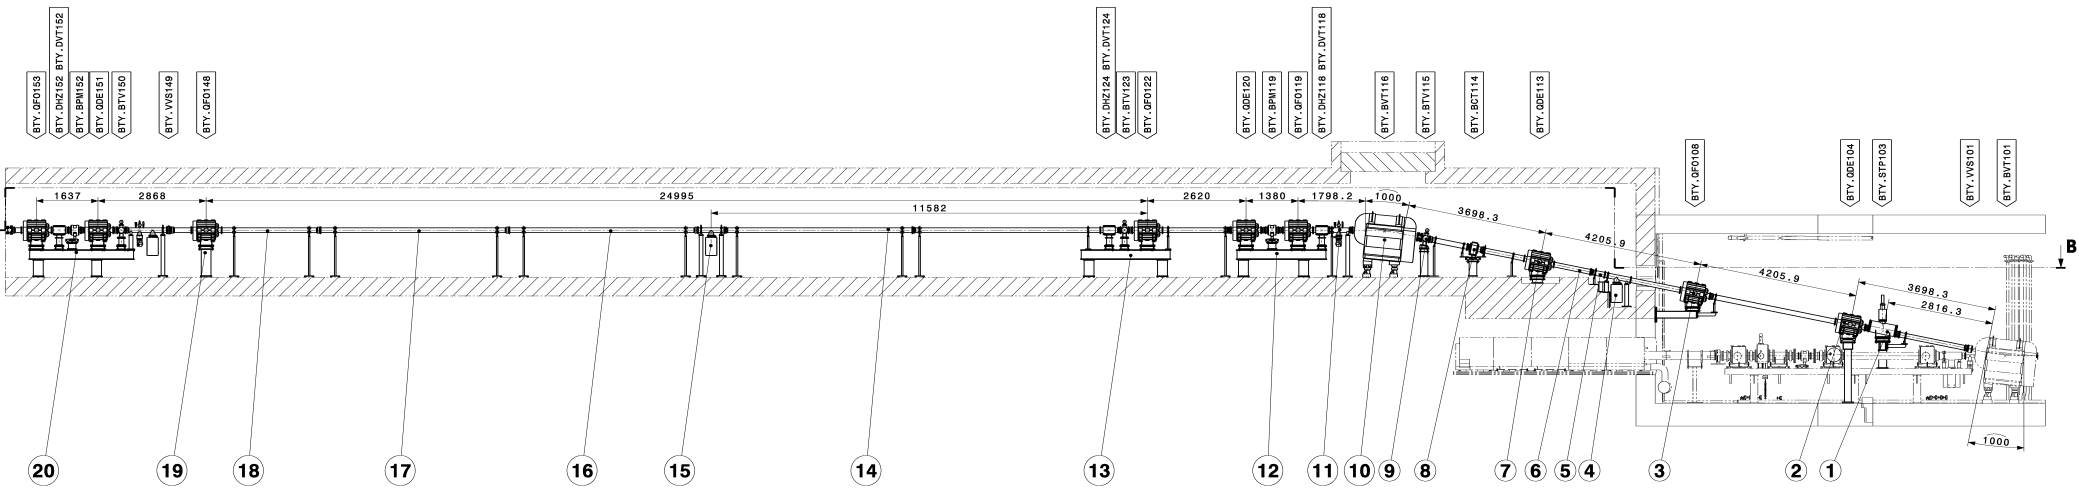 BTY.QFO153
BTY.DHZ152 BTY.DVT152
BTY.BPM152
BTY.QDE151
BTY.BTV150
BTY.VVS149
BTY.QFO148
BTY.DHZ124 BTY.DVT124
BTY.BTV123
BTY.QFO122
BTY.QDE120
BTY.BPM119
BTY.QFO119
BTY.DHZ118 BTY.DVT118
BTY.BVT116
BTY.BTV115
BTY.BCT114
BTY.QDE113
BTY.QFO108
BTY.QDE104
BTY.STP103
BTY.VVS101
BTY.BVT101
1637
2868
24995
11582
2620
1380
1798.2
1000
3698.3
4205.9
4205.9
3698.3
2816.3
B
1000
20
19
18
17
16
15
14
13
12
11
10
9
8
7
6
5
4
3
2
1